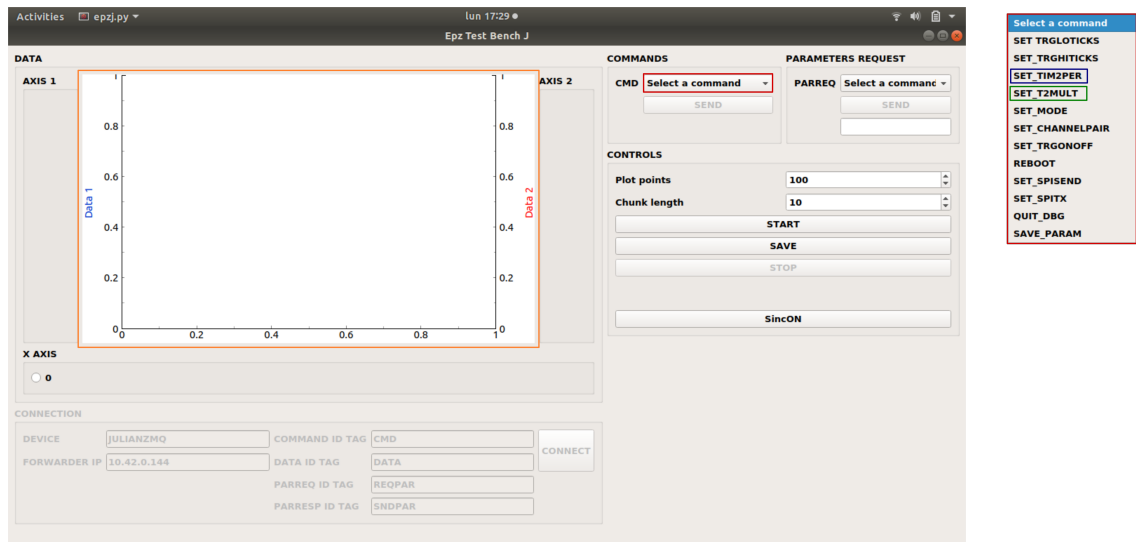 Activities epzj.py lun 17:29
Epz Test Bench J
DATA
AXIS 1
AXIS 2
1
0.8
0.6
0.4
0.2
0
Data 1
1
0.8
0.6
0.4
0.2
0
Data 2
0 0.2 0.4 0.6 0.8 1
X AXIS
0
CONNECTION
DEVICE JULIANZMQ COMMAND ID TAG CMD
FORWARDER IP 10.42.0.144 DATA ID TAG DATA
PARREQ ID TAG REQPAR
PARRESP ID TAG SNDPAR
CONNECT
COMMANDS
CMD Select a command
SEND
PARAMETERS REQUEST
PARREQ Select a command
SEND
CONTROLS
Plot points 100
Chunk length 10
START
SAVE
STOP
SincON
Select a command
SET TRGLOTICKS
SET_TRGHITICKS
SET_TIM2PER
SET_T2MULT
SET_MODE
SET_CHANNELPAIR
SET_TRGONOFF
REBOOT
SET_SPISEND
SET_SPITX
QUIT_DBG
SAVE_PARAM